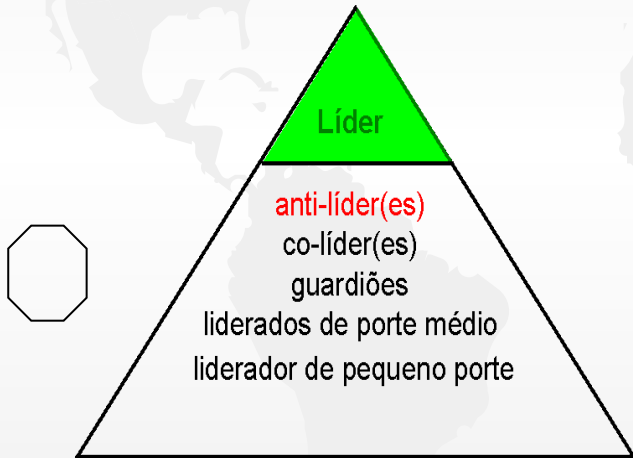 Líder
anti-líder(es)
co-líder(es)
guardiões
liderados de porte médio
liderador de pequeno porte